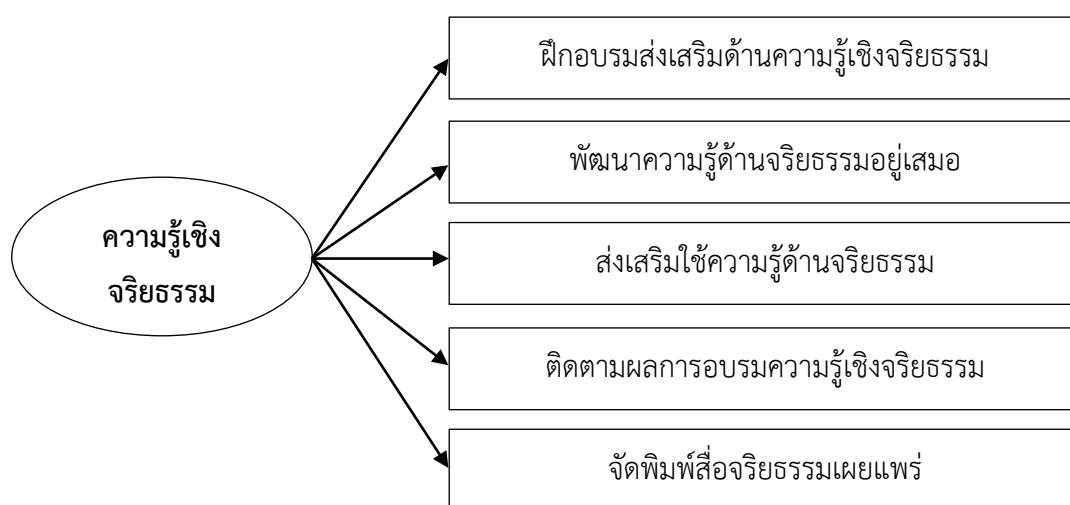 ฝึกอบรมส่งเสริมด้านความรู้เชิงจริยธรรม
พัฒนาความรู้ด้านจริยธรรมอยู่เสมอ
ความรู้เชิง
จริยธรรม
ส่งเสริมใช้ความรู้ด้านจริยธรรม
ติดตามผลการอบรมความรู้เชิงจริยธรรม
จัดพิมพ์สื่อจริยธรรมเผยแพร่